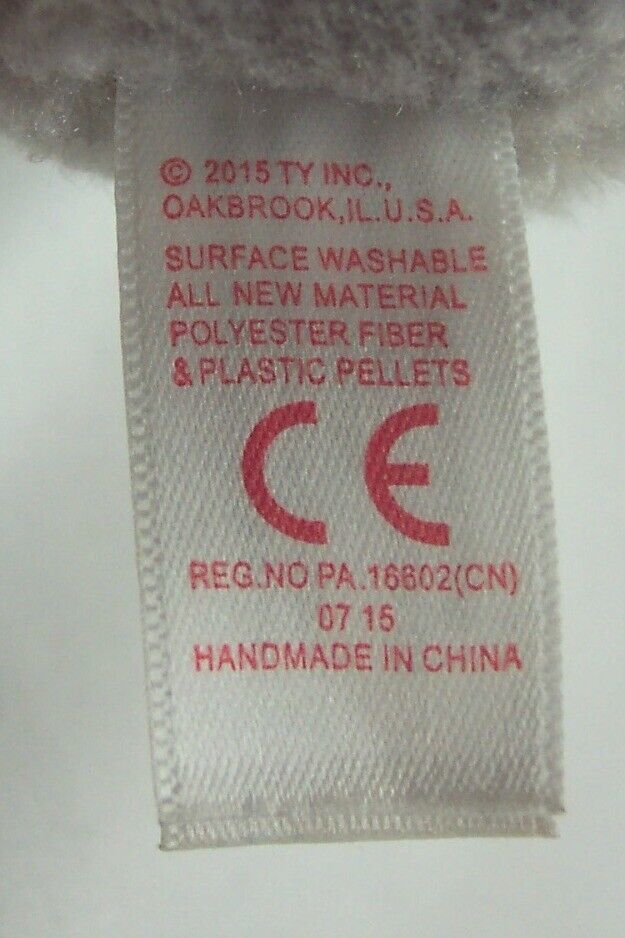 © 2015 TY INC.,
OAKBROOK,IL.U.S.A.
SURFACE WASHABLE
ALL NEW MATERIAL
POLYESTER FIBER
& PLASTIC PELLETS
CE
REG.NO PA.16602(CN)
07 15
HANDMADE IN CHINA